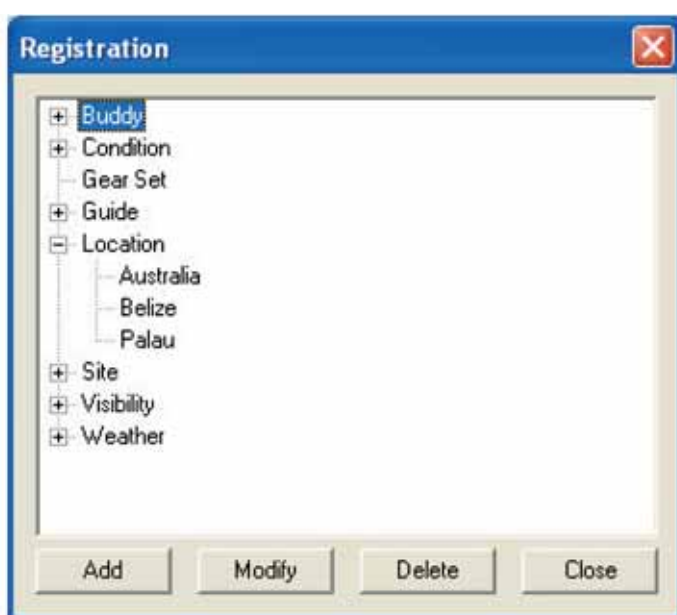 Registration
Buddy
Condition
Gear Set
Guide
Location
Australia
Belize
Palau
Site
Visibility
Weather
Add Modify Delete Close